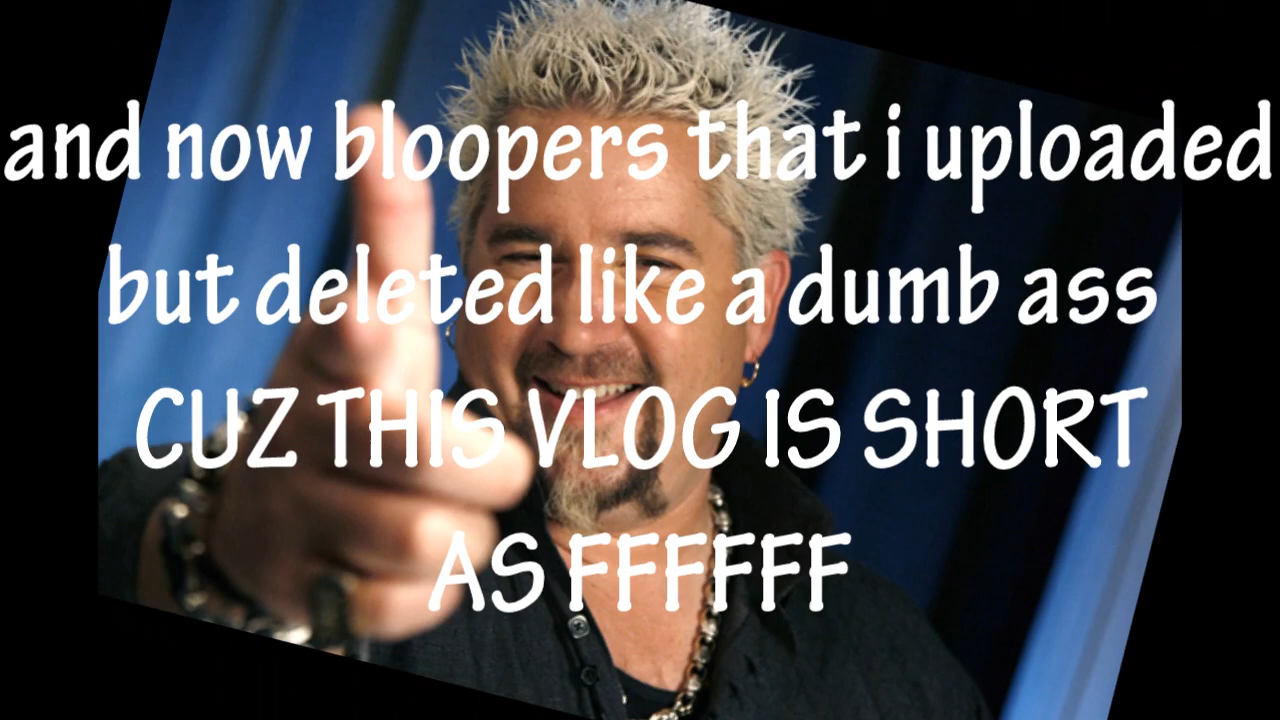 and now bloopers that i uploaded
but deleted like a dumb ass
CUZ THIS VLOG IS SHORT
AS FFFFFF